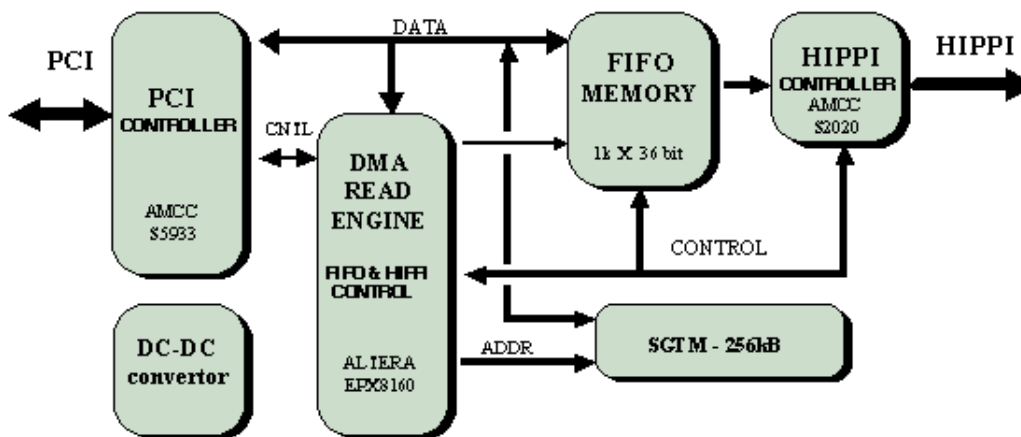 DATA
PCI
PCI
CONTROLLER
AMCC
S5933
CNTL
DMA
READ
ENGINE
FIFO & HIPPI
CONTROL
ALTERA
EPX8160
FIFO
MEMORY
1k X 36 bit
HIPPI
CONTROLLER
AMCC
S2020
HIPPI
CONTROL
DC-DC
convertor
ADDR
SGTM - 256kB